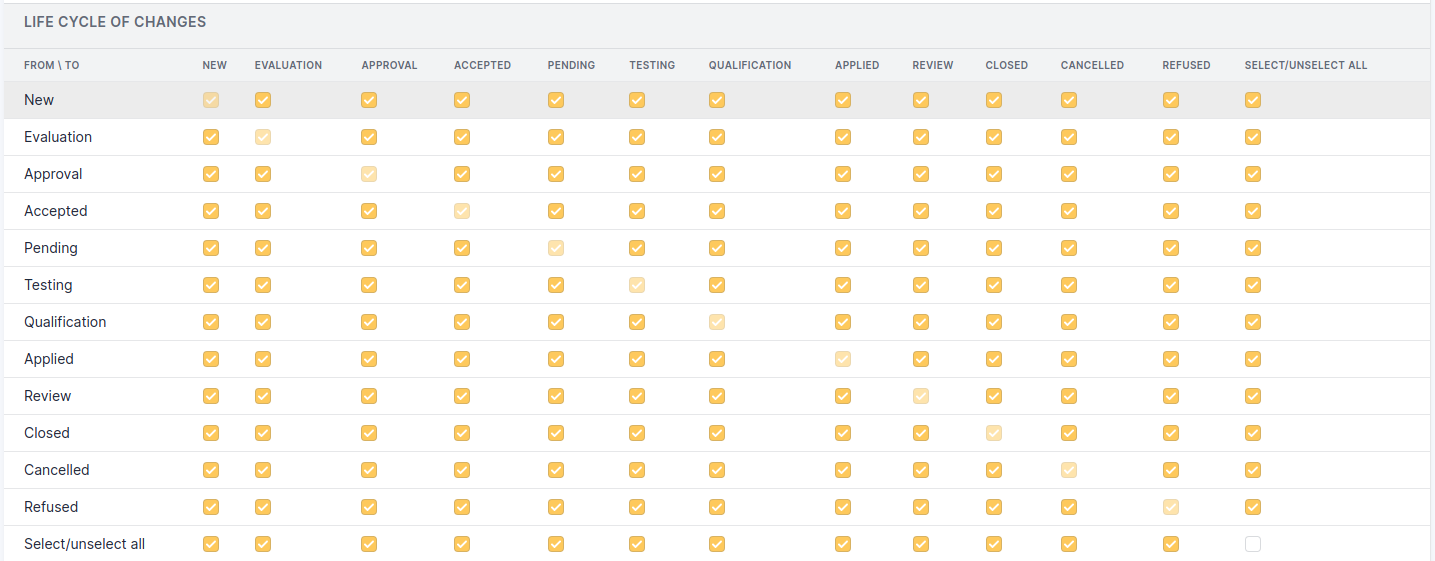 LIFE CYCLE OF CHANGES
FROM \ TO NEW EVALUATION APPROVAL ACCEPTED PENDING TESTING QUALIFICATION APPLIED REVIEW CLOSED CANCELLED REFUSED SELECT/UNSELECT ALL
New
Evaluation
Approval
Accepted
Pending
Testing
Qualification
Applied
Review
Closed
Cancelled
Refused
Select/unselect all